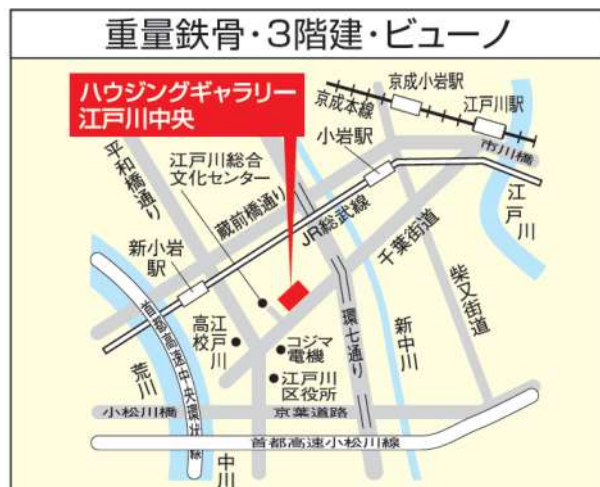 重量鉄骨・3階建・ビューノ
ハウジングギャラリー
江戸川中央
京成小岩駅
京成本線
江戸川駅
小岩駅
市川橋
江戸川
平和橋通り
江戸川総合
文化センター
蔵前橋通り
JR総武線
千葉街道
柴又街道
新小岩
駅
首都高速中央環状線
荒川
江戸川
高校
コジマ
電機
環七通り
新中川
江戸川
区役所
小松川橋
京葉道路
首都高速小松川線
中川